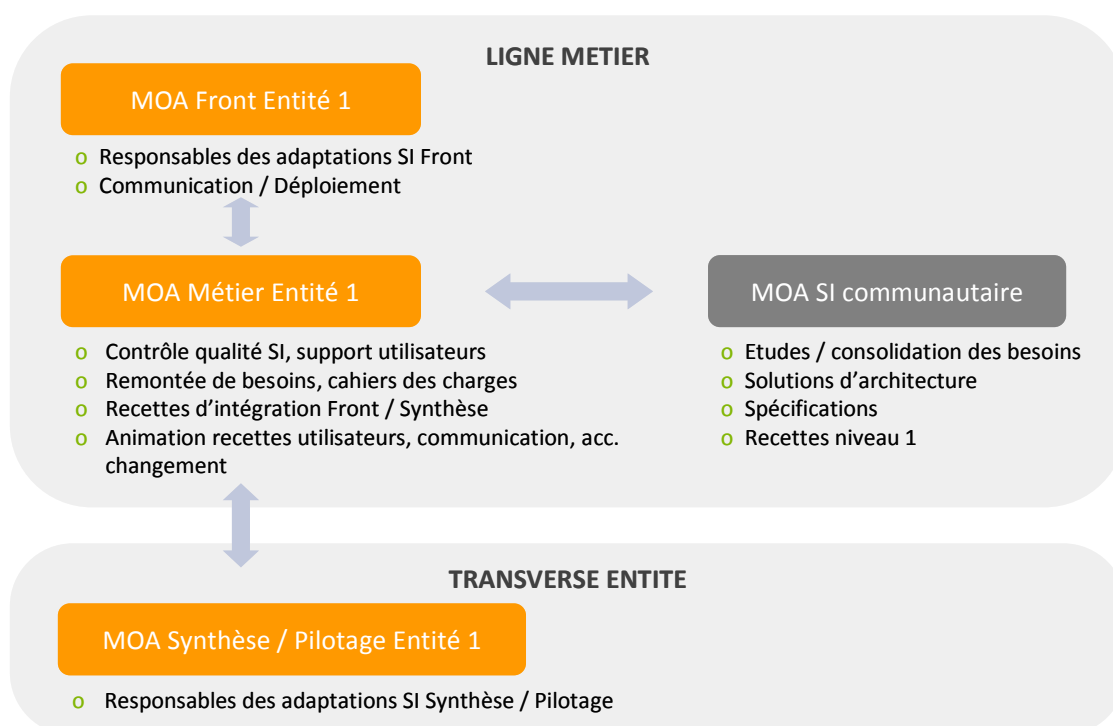 LIGNE METIER
MOA Front Entité 1
o Responsables des adaptations SI Front
o Communication / Déploiement
MOA Métier Entité 1
o Contrôle qualité SI, support utilisateurs
o Remontée de besoins, cahiers des charges
o Recettes d'intégration Front / Synthèse
o Animation recettes utilisateurs, communication, acc.
changement
MOA SI communautaire
o Etudes / consolidation des besoins
o Solutions d'architecture
o Spécifications
o Recettes niveau 1
TRANSVERSE ENTITE
MOA Synthèse / Pilotage Entité 1
o Responsables des adaptations SI Synthèse / Pilotage